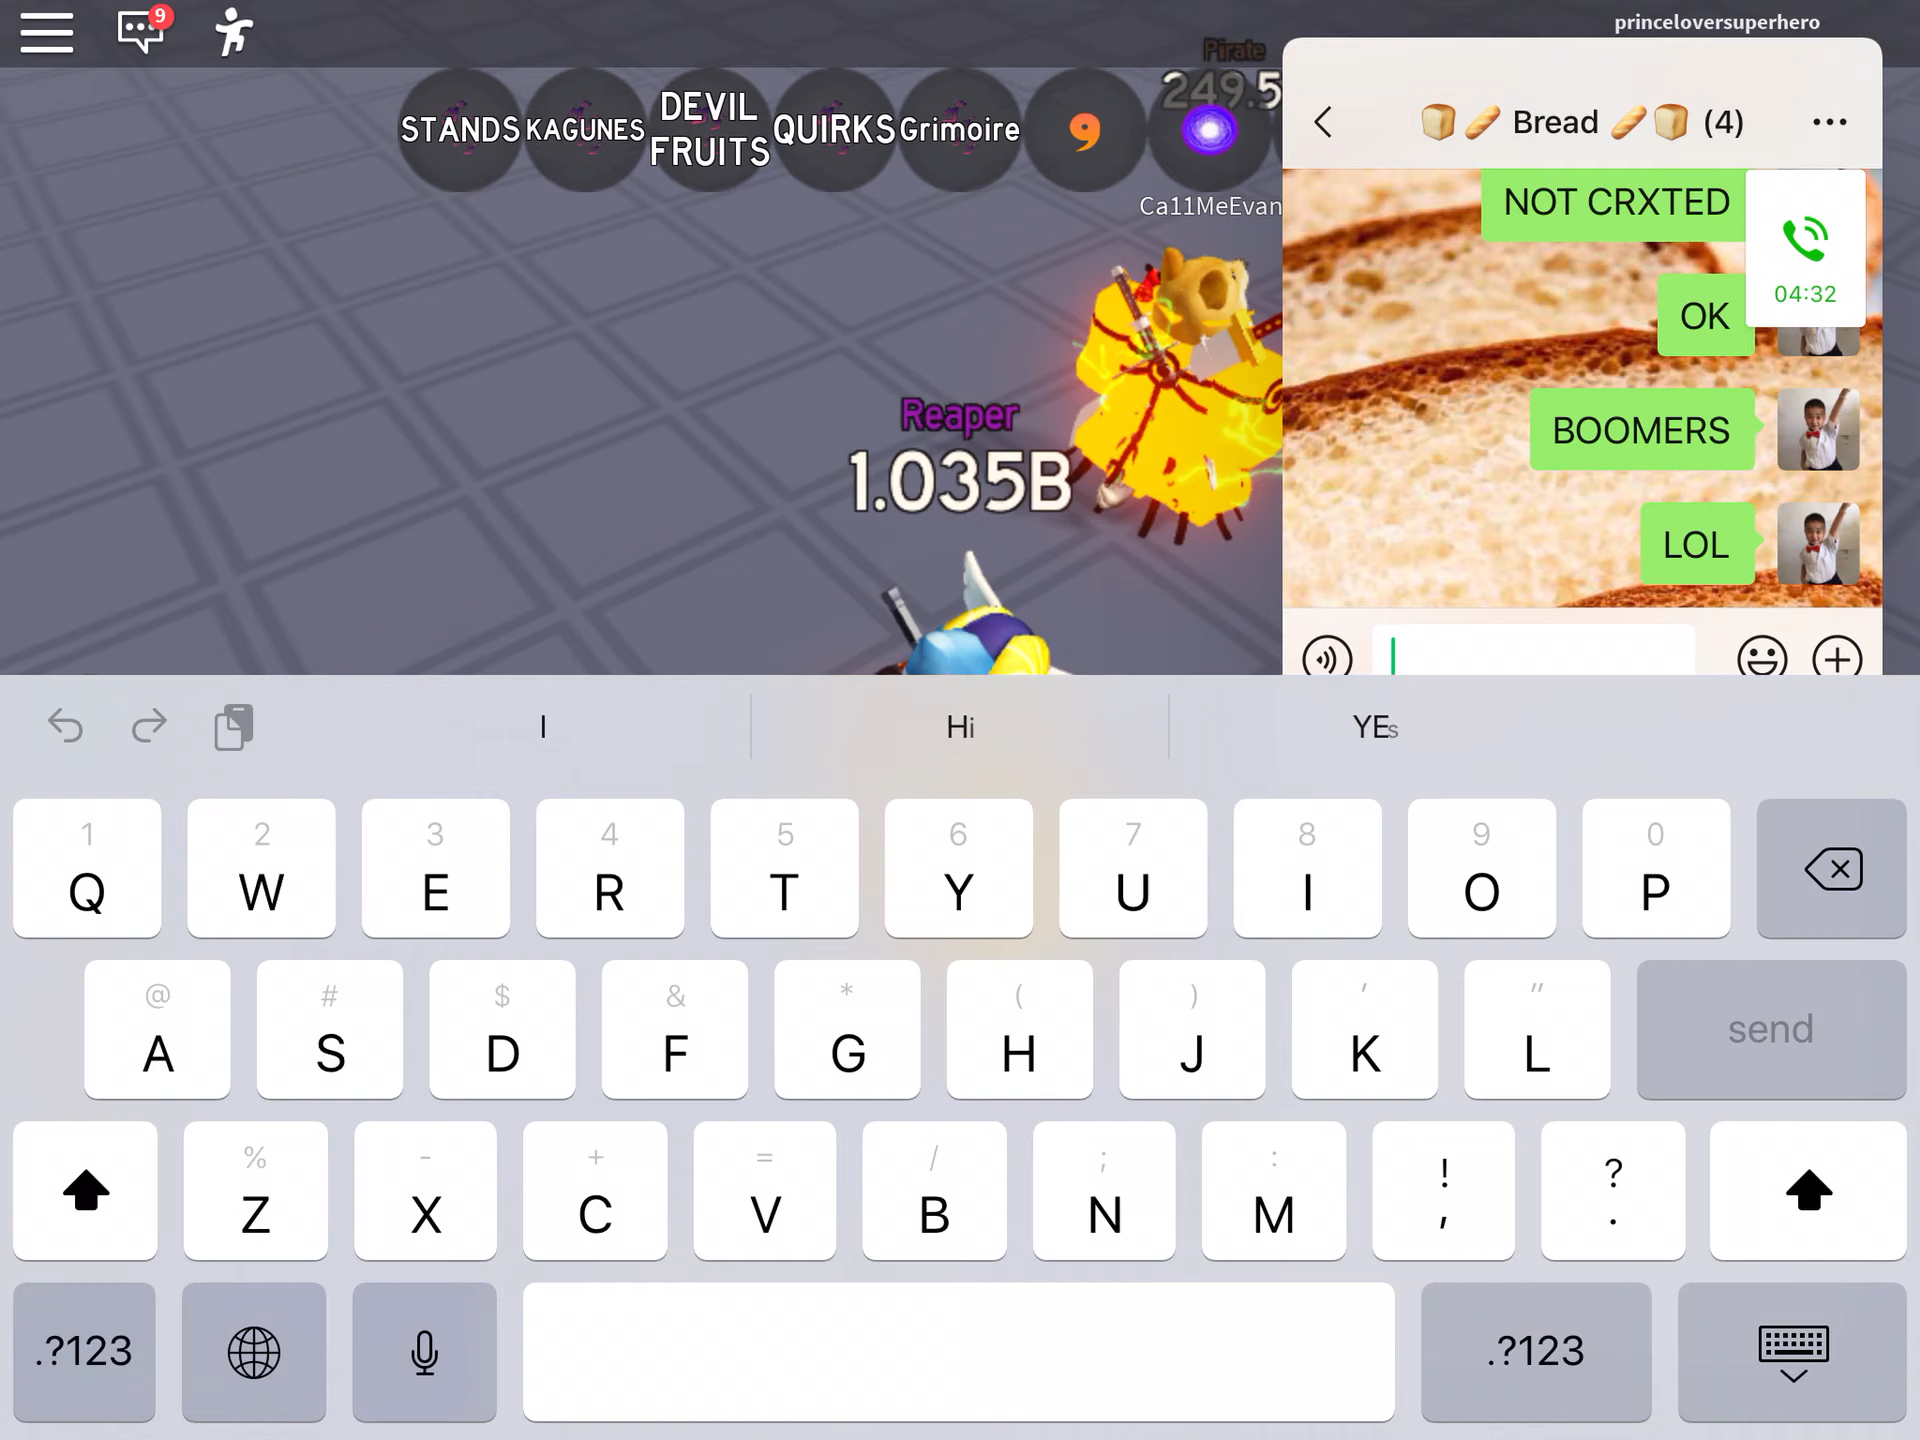 9
princeloversuperhero
Pirate
249.5
STANDS
KAGUNES
DEVIL
FRUITS
QUIRKS
Grimoire
Ca11MeEvan
Reaper
1.035B
🍞🥖 Bread 🥖🍞 (4)
NOT CRXTED
04:32
OK
BOOMERS
LOL
I
Hi
YEs
1 2 3 4 5 6 7 8 9 0
Q W E R T Y U I O P
@ # $ & * ( ) ' "
A S D F G H J K L
send
% - + = / ; : ! ?
Z X C V B N M , .
.?123
.?123